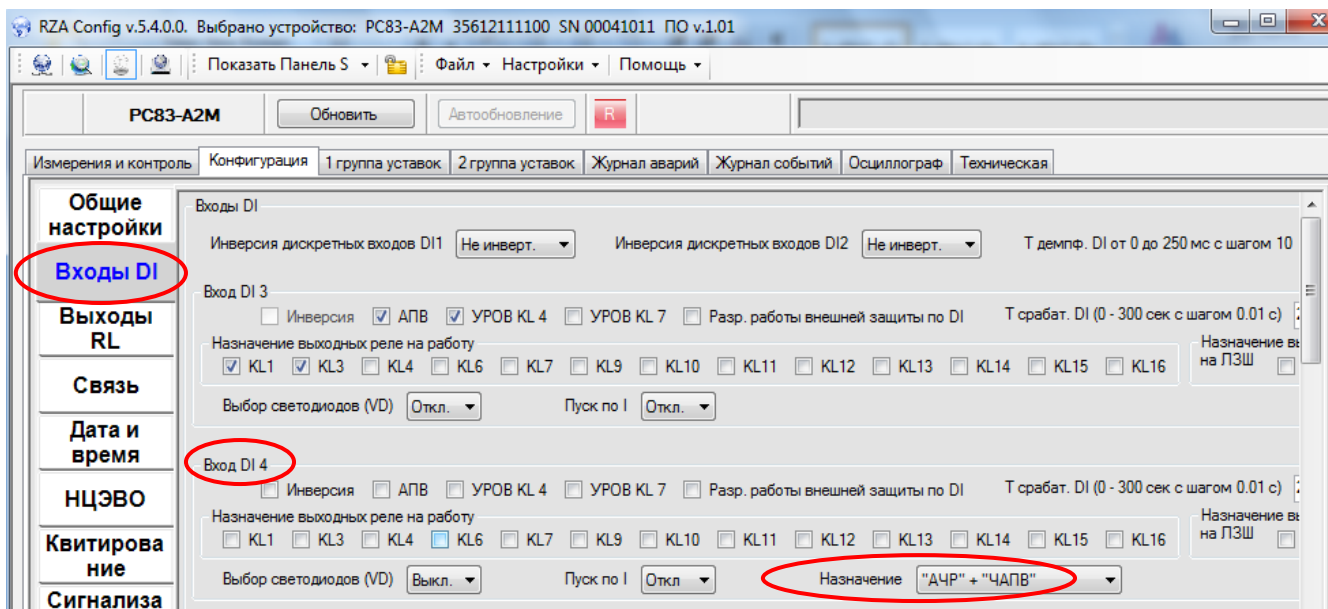 RZA Config v.5.4.0.0. Выбрано устройство: PC83-A2M 35612111100 SN 00041011 ПО v.1.01
Показать Панель S Файл Настройки Помощь
PC83-A2M Обновить Автообновление R
Измерения и контроль Конфигурация 1 группа уставок 2 группа уставок Журнал аварий Журнал событий Осциллограф Техническая
Общие
настройки
Входы DI
Выходы
RL
Связь
Дата и
время
НЦЭВО
Квитирова
ние
Сигнализа
Входы DI
Инверсия дискретных входов DI1 Не инверт. Инверсия дискретных входов DI2 Не инверт. Т демпф. DI от 0 до 250 мс с шагом 10
Вход DI 3
Инверсия АПВ УРОВ KL 4 УРОВ KL 7 Разр. работы внешней защиты по DI Т срабат. DI (0 - 300 сек с шагом 0.01 с)
Назначение выходных реле на работу
KL1 KL3 KL4 KL6 KL7 KL9 KL10 KL11 KL12 KL13 KL14 KL15 KL16
Назначение
на ЛЗШ
Выбор светодиодов (VD) Откл. Пуск по I Откл.
Вход DI 4
Инверсия АПВ УРОВ KL 4 УРОВ KL 7 Разр. работы внешней защиты по DI Т срабат. DI (0 - 300 сек с шагом 0.01 с)
Назначение выходных реле на работу
KL1 KL3 KL4 KL6 KL7 KL9 KL10 KL11 KL12 KL13 KL14 KL15 KL16
Назначение
на ЛЗШ
Выбор светодиодов (VD) Выкл. Пуск по I Откл Назначение "АЧР" + "ЧАПВ"